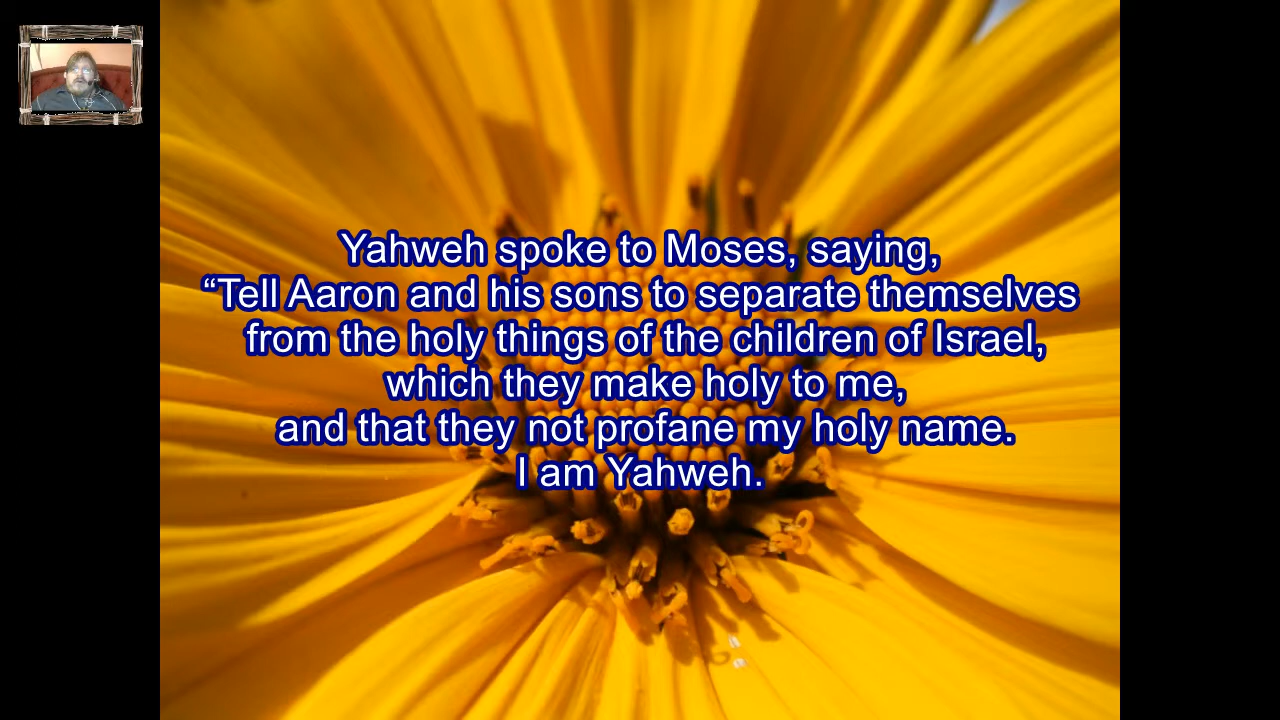 Yahweh spoke to Moses, saying,
“Tell Aaron and his sons to separate themselves
from the holy things of the children of Israel,
which they make holy to me,
and that they not profane my holy name.
I am Yahweh.